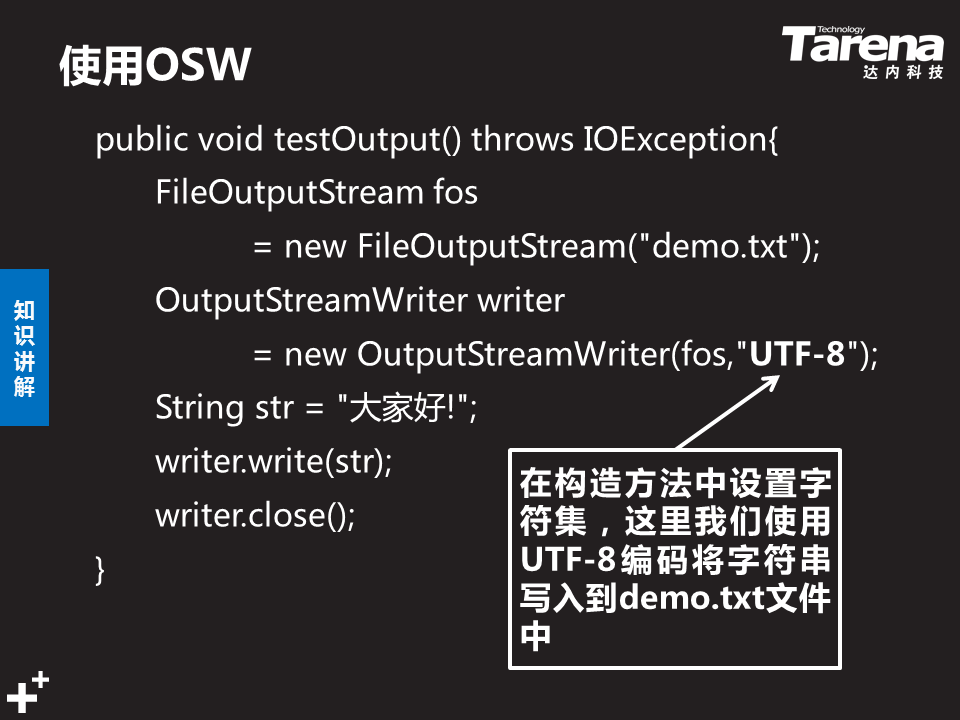 使用OSW
Technology
Tarena
达内科技
public void testOutput() throws IOException{
FileOutputStream fos
= new FileOutputStream("demo.txt");
OutputStreamWriter writer
= new OutputStreamWriter(fos,"UTF-8");
String str = "大家好!";
writer.write(str);
writer.close();
}
知
识
讲
解
在构造方法中设置字
符集，这里我们使用
UTF-8编码将字符串
写入到demo.txt文件
中